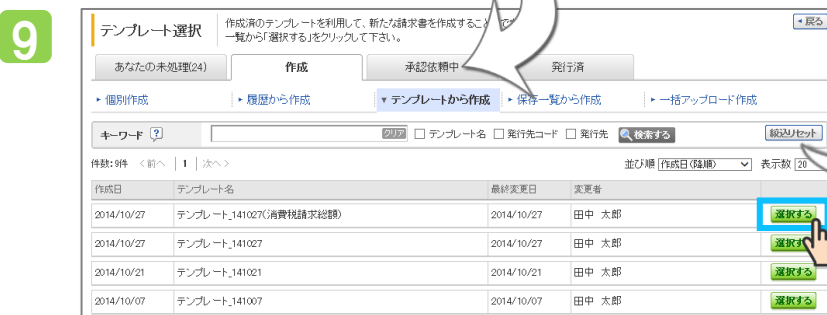 9
テンプレート選択
作成済のテンプレートを利用して、新たな請求書を作成すること
一覧から「選択する」をクリックして下さい。
戻る
あなたの未処理(24) 作成 承認依頼中 発行済
個別作成 履歴から作成 テンプレートから作成 保存一覧から作成 一括アップロード作成
キーワード ? クリア テンプレート名 発行先コード 発行先 検索する 絞込リセット
件数:9件 <前へ | 1 | 次へ> 並び順 作成日(降順) 表示数 20
作成日 テンプレート名 最終変更日 変更者
2014/10/27 テンプレート_141027(消費税請求総額) 2014/10/27 田中 太郎 選択する
2014/10/27 テンプレート_141027 2014/10/27 田中 太郎 選択
2014/10/21 テンプレート_141021 2014/10/21 田中 太郎 選択する
2014/10/07 テンプレート_141007 2014/10/07 田中 太郎 選択する